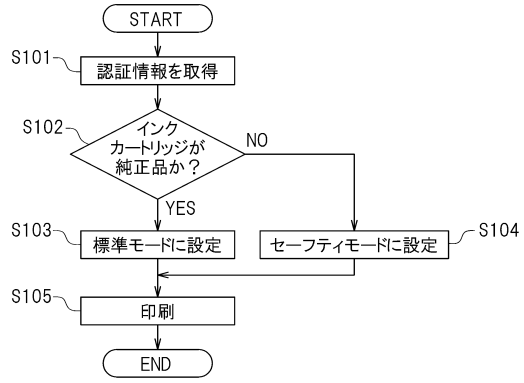 START
S101
認証情報を取得
S102
インク
カートリッジが
純正品か？
NO
YES
S103
標準モードに設定
セーフティモードに設定
S104
S105
印刷
END